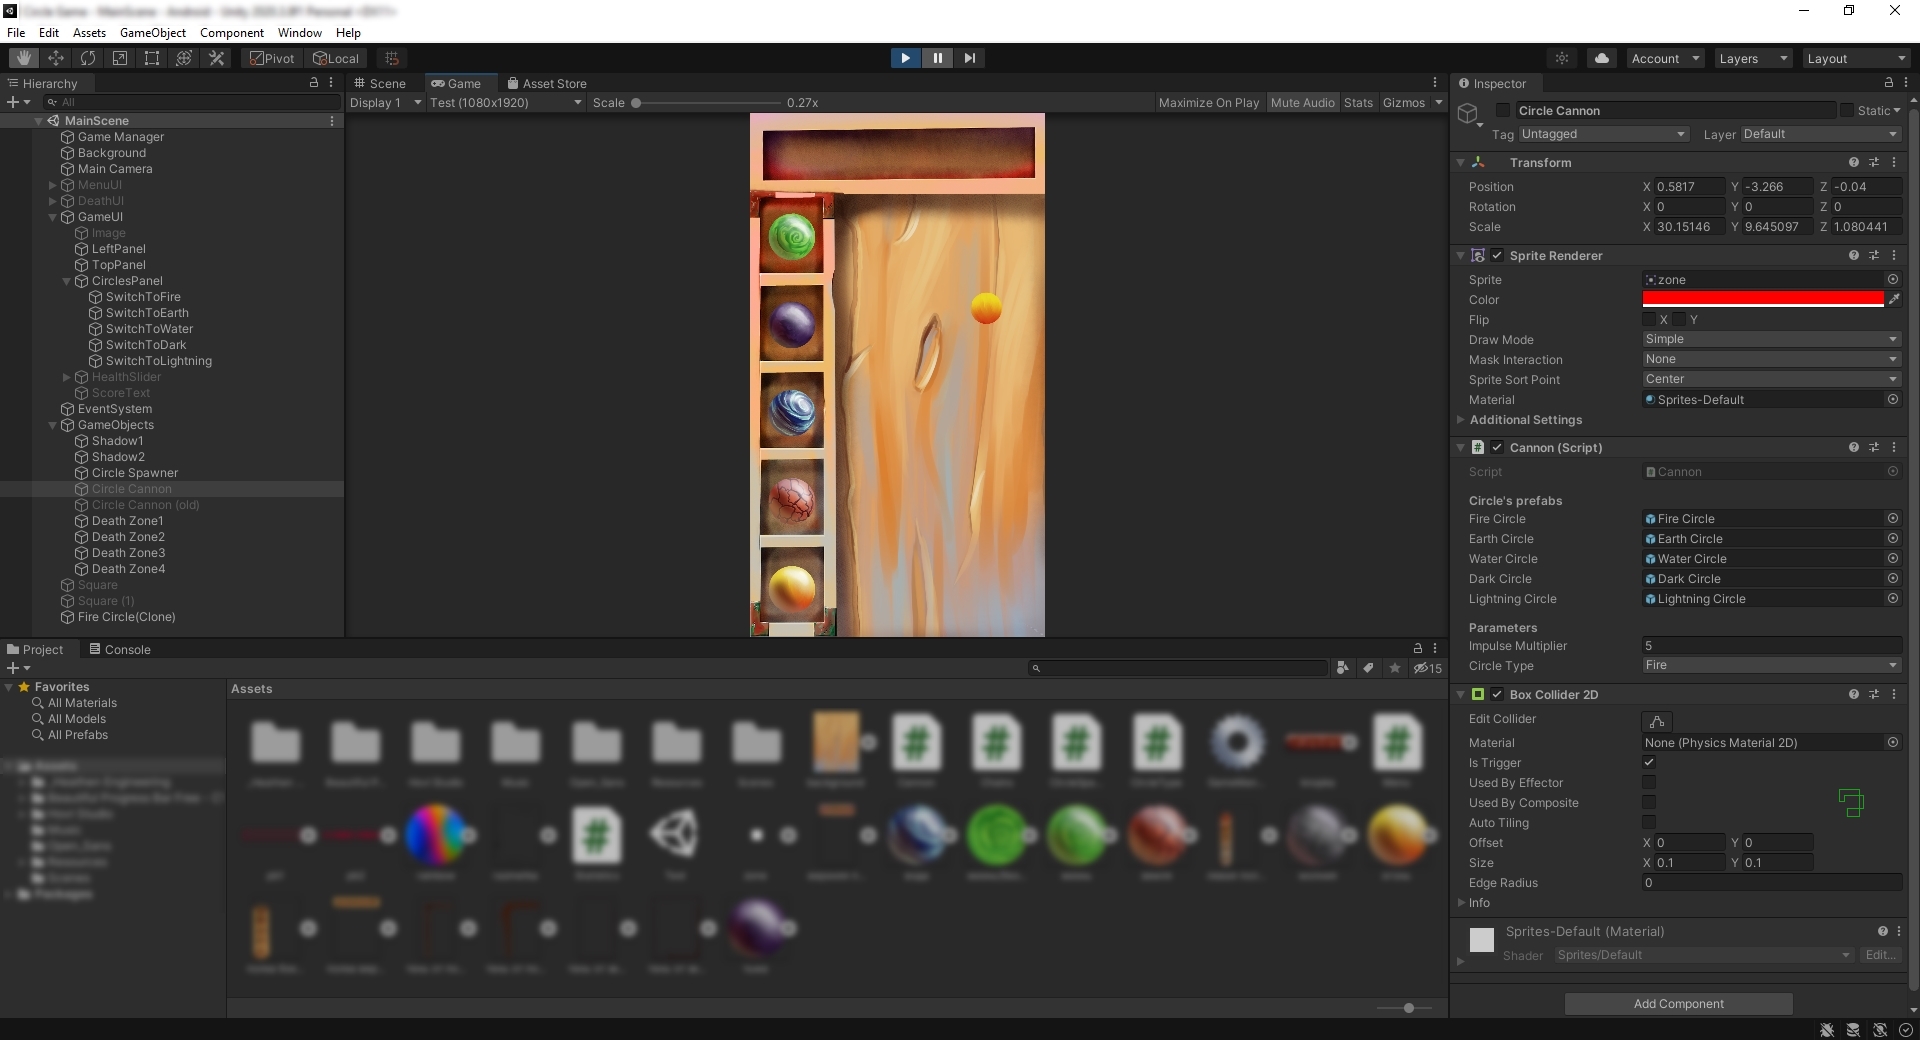 File Edit Assets GameObject Component Window Help
Pivot Local
Account Layers Layout
Hierarchy
All
MainScene
Game Manager
Background
Main Camera
MenuUI
DeathUI
GameUI
Image
LeftPanel
TopPanel
CirclesPanel
SwitchToFire
SwitchToEarth
SwitchToWater
SwitchToDark
SwitchToLightning
HealthSlider
ScoreText
EventSystem
GameObjects
Shadow1
Shadow2
Circle Spawner
Circle Cannon
Circle Cannon (old)
Death Zone1
Death Zone2
Death Zone3
Death Zone4
Square
Square (1)
Fire Circle(Clone)
Scene Game Asset Store
Display 1 Test (1080x1920) Scale 0.27x Maximize On Play Mute Audio Stats Gizmos
Inspector
Circle Cannon Static
Tag Untagged Layer Default
Transform
Position X 0.5817 Y -3.266 Z -0.04
Rotation X 0 Y 0 Z 0
Scale X 30.15146 Y 9.645097 Z 1.080441
Sprite Renderer
Sprite zone
Color
Flip X Y
Draw Mode Simple
Mask Interaction None
Sprite Sort Point Center
Material Sprites-Default
Additional Settings
Cannon (Script)
Script Cannon
Circle's prefabs
Fire Circle Fire Circle
Earth Circle Earth Circle
Water Circle Water Circle
Dark Circle Dark Circle
Lightning Circle Lightning Circle
Parameters
Impulse Multiplier 5
Circle Type Fire
Box Collider 2D
Edit Collider
Material None (Physics Material 2D)
Is Trigger
Used By Effector
Used By Composite
Auto Tiling
Offset X 0 Y 0
Size X 0.1 Y 0.1
Edge Radius 0
Info
Sprites-Default (Material)
Shader Sprites/Default Edit...
Add Component
Project Console
15
Favorites
All Materials
All Models
All Prefabs
Assets